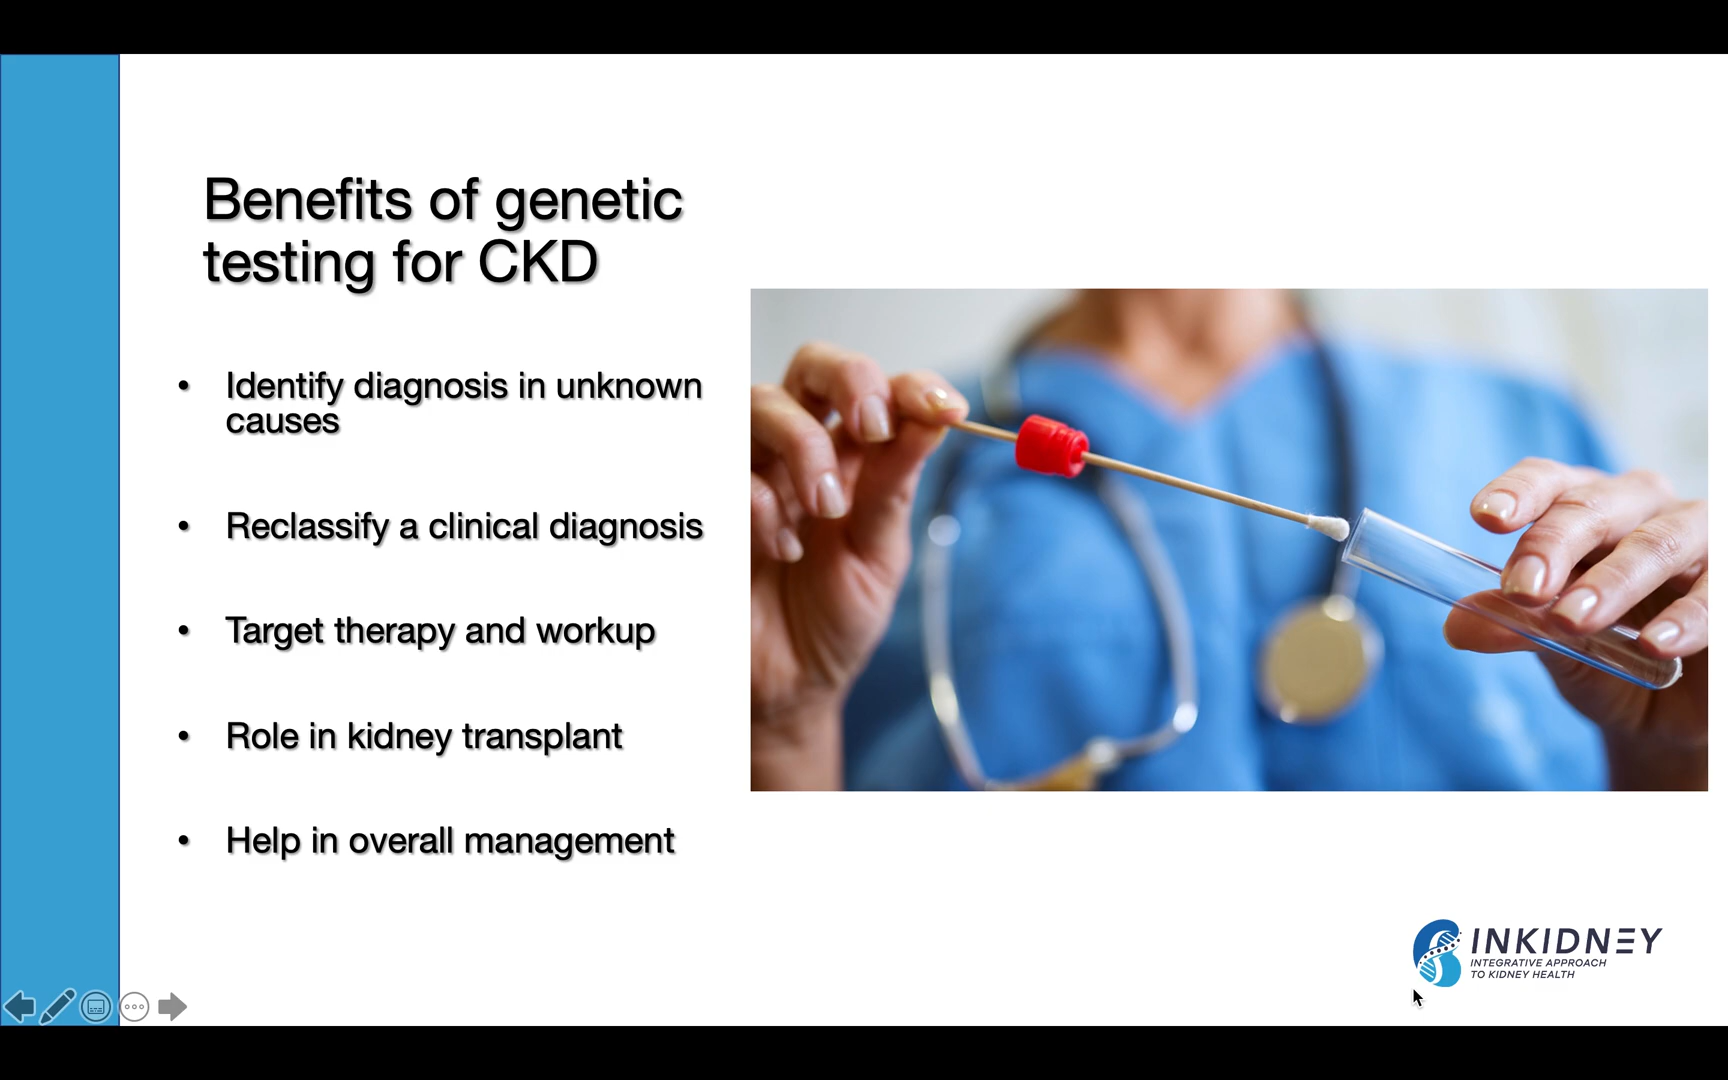 Benefits of genetic
testing for CKD
• Identify diagnosis in unknown
causes
• Reclassify a clinical diagnosis
• Target therapy and workup
• Role in kidney transplant
• Help in overall management
INKIDNEY
INTEGRATIVE APPROACH
TO KIDNEY HEALTH